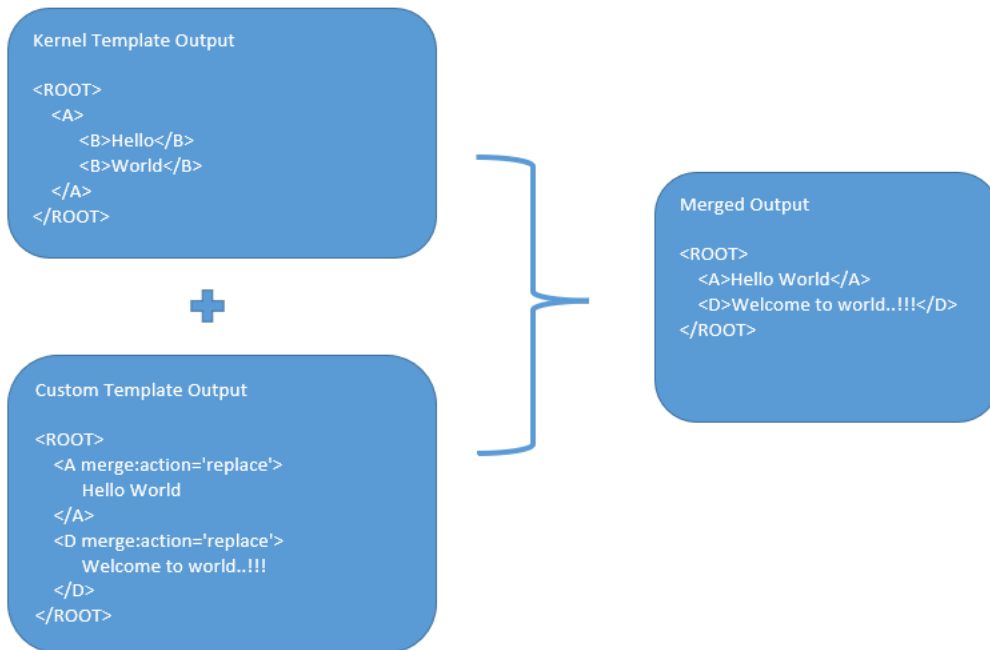 Kernel Template Output
<ROOT>
<A>
<B>Hello</B>
<B>World</B>
</A>
</ROOT>
Custom Template Output
<ROOT>
<A merge:action='replace'>
Hello World
</A>
<D merge:action='replace'>
Welcome to world..!!!
</D>
</ROOT>
Merged Output
<ROOT>
<A>Hello World</A>
<D>Welcome to world..!!!</D>
</ROOT>